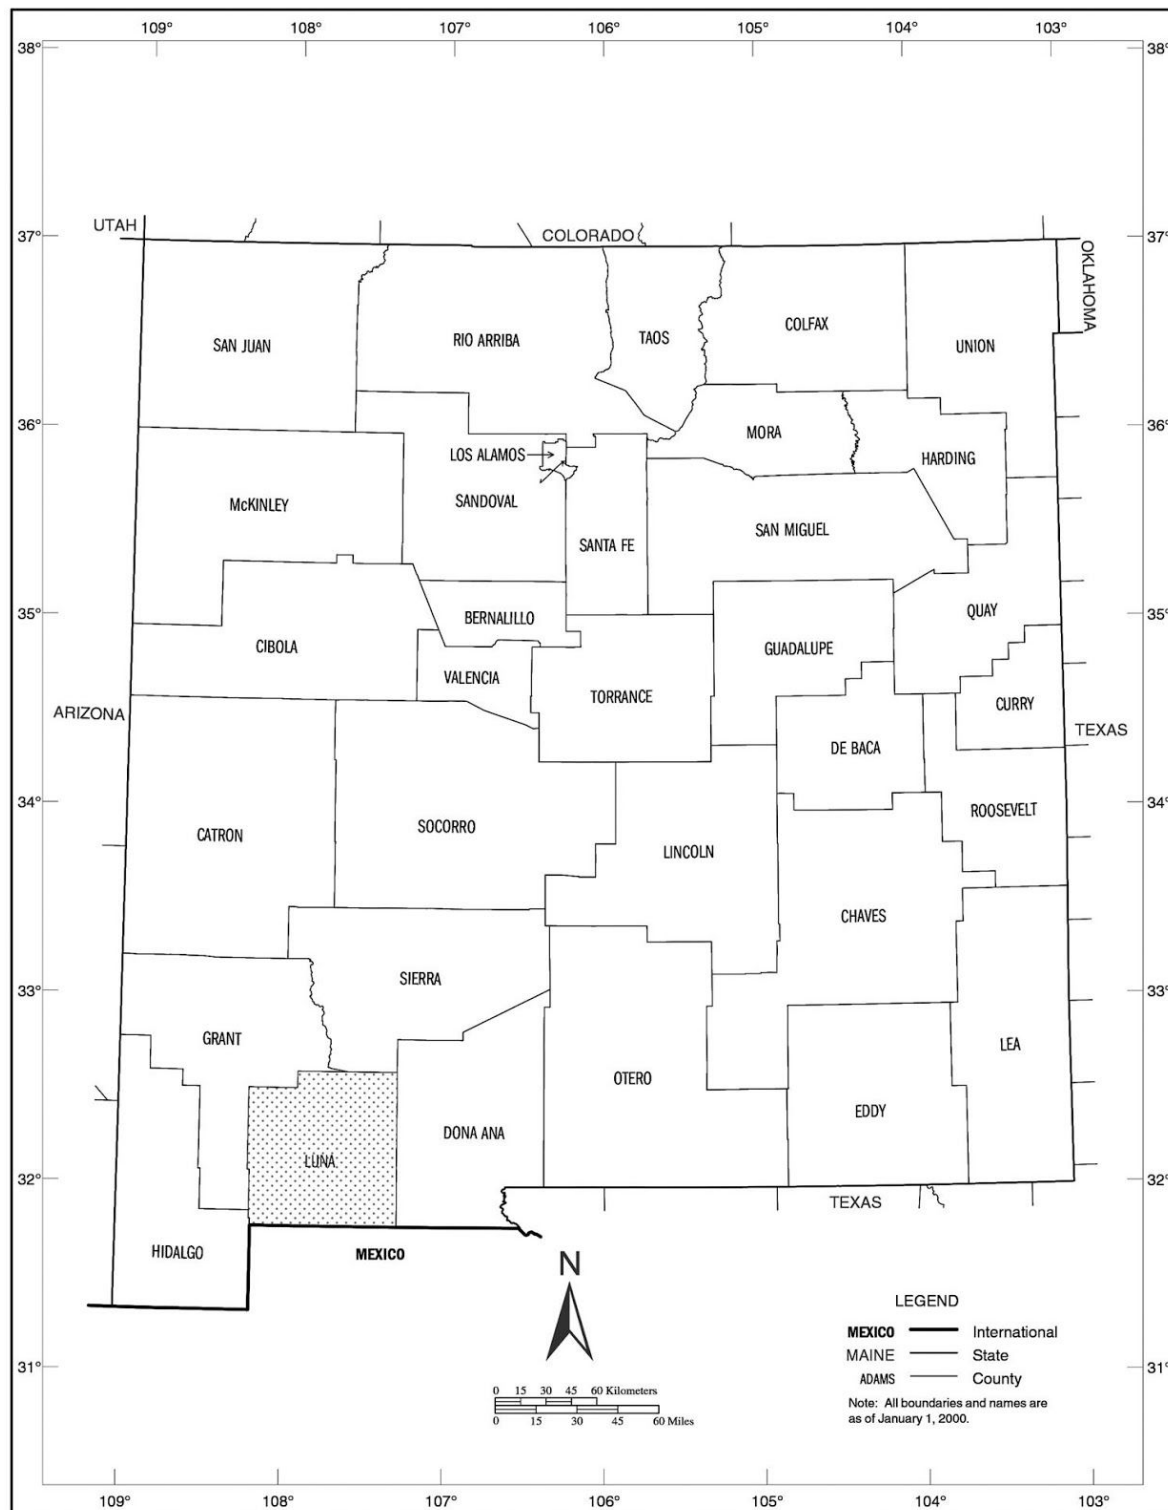 109° 108° 107° 106° 105° 104° 103°
38° 38°
UTAH
COLORADO
37° 37°
OKLAHOMA
SAN JUAN
RIO ARRIBA
TAOS
COLFAX
UNION
36° 36°
MORA
LOS ALAMOS
HARDING
McKINLEY
SANDOVAL
SANTA FE
SAN MIGUEL
35° 35°
BERNALILLO
QUAY
CIBOLA
VALENCIA
GUADALUPE
TORRANCE
CURRY
ARIZONA
TEXAS
DE BACA
34° 34°
ROOSEVELT
CATRON
SOCORRO
LINCOLN
CHAVES
SIERRA
33° 33°
GRANT
OTERO
LEA
EDDY
DONA ANA
LUNA
32° 32°
TEXAS
HIDALGO
MEXICO
N
LEGEND
MEXICO International
MAINE State
ADAMS County
Note: All boundaries and names are
as of January 1, 2000.
31° 31°
0 15 30 45 60 Kilometers
0 15 30 45 60 Miles
109° 108° 107° 106° 105° 104° 103°